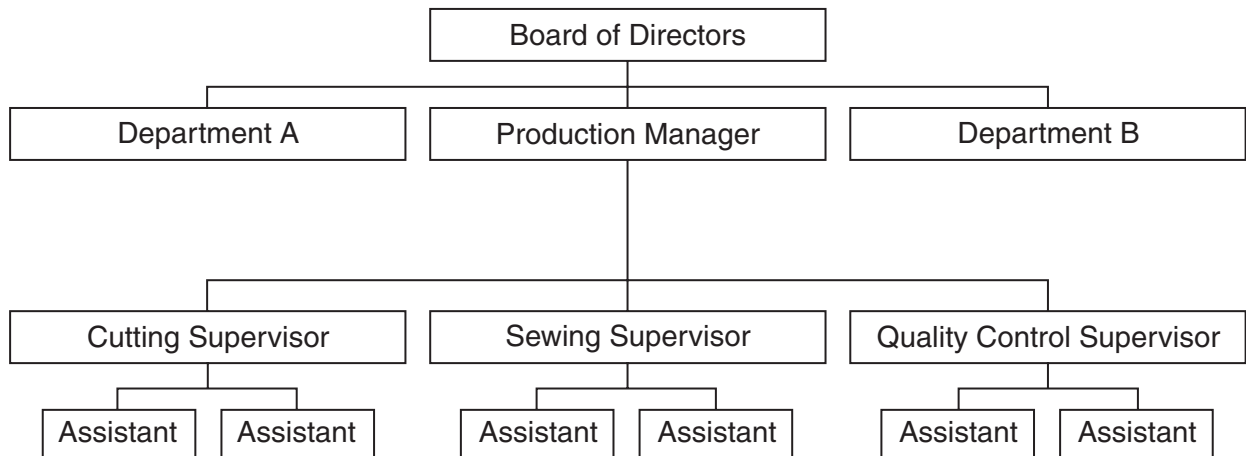 Board of Directors
Department A
Production Manager
Department B
Cutting Supervisor
Sewing Supervisor
Quality Control Supervisor
Assistant
Assistant
Assistant
Assistant
Assistant
Assistant